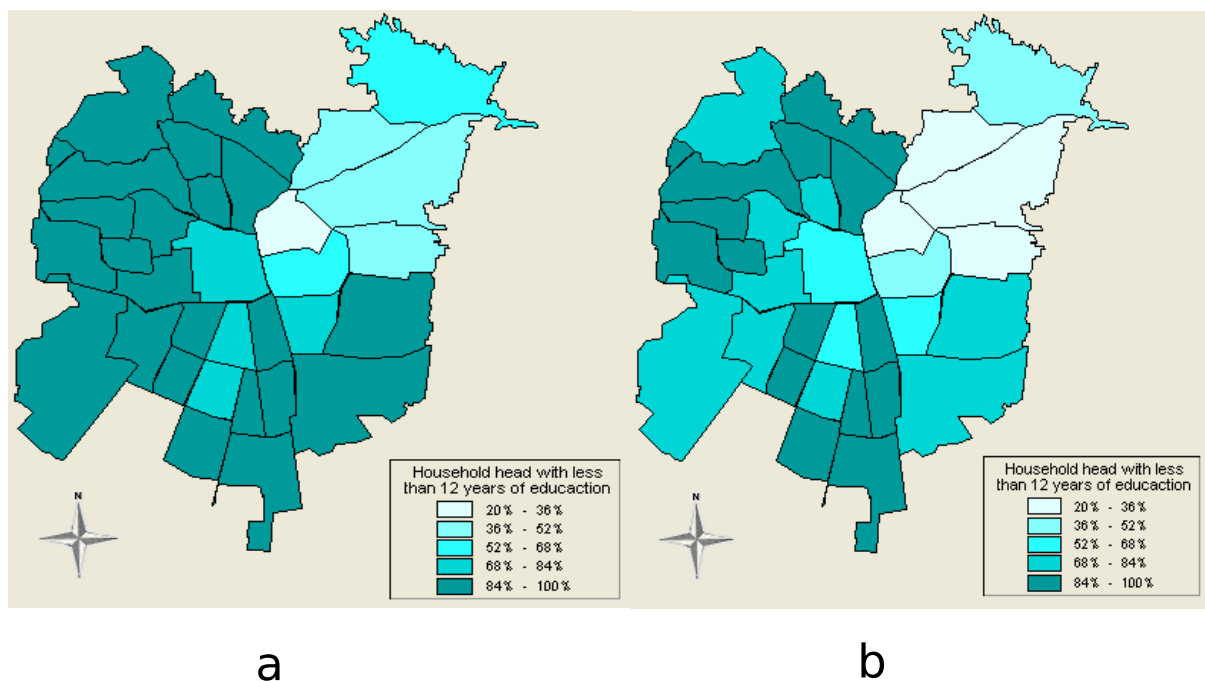 Household head with less
than 12 years of educaction
20% - 36%
36% - 52%
52% - 68%
68% - 84%
84% - 100%
N
Household head with less
than 12 years of educaction
20% - 36%
36% - 52%
52% - 68%
68% - 84%
84% - 100%
N
a
b